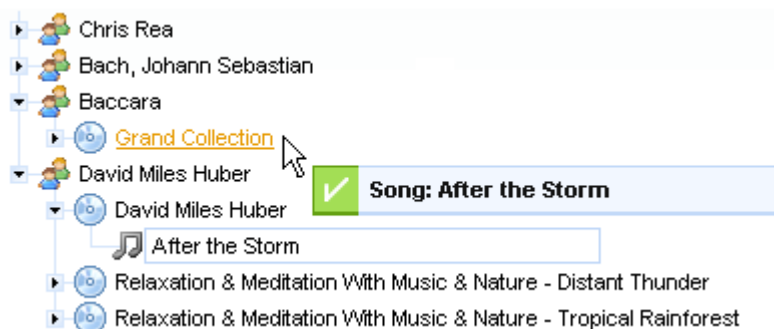 Chris Rea
Bach, Johann Sebastian
Baccara
Grand Collection
David Miles Huber
Song: After the Storm
David Miles Huber
After the Storm
Relaxation & Meditation With Music & Nature - Distant Thunder
Relaxation & Meditation With Music & Nature - Tropical Rainforest